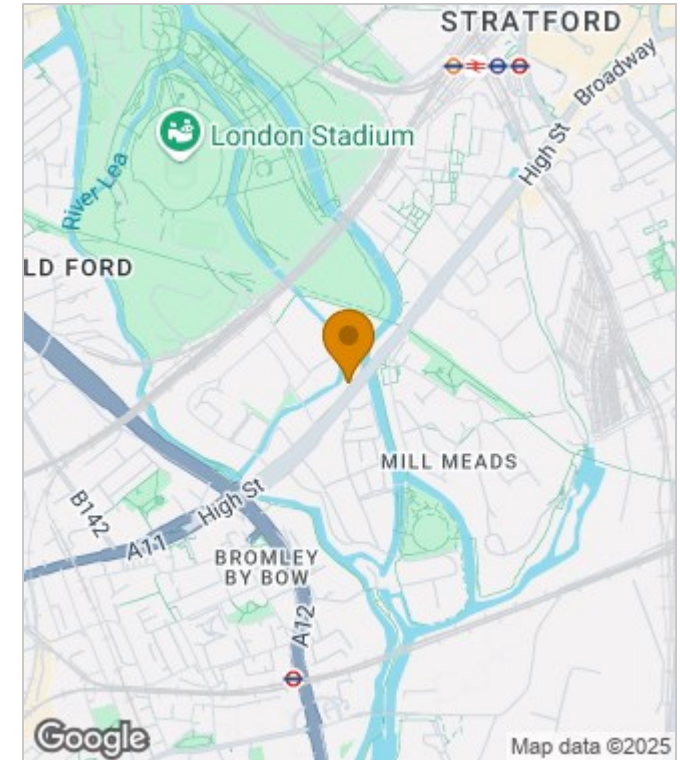 STRATFORD
Broadway
High St
London Stadium
River Lea
LD FORD
MILL MEADS
B142
High St
A11
BROMLEY
BY BOW
A12
Google
Map data ©2025